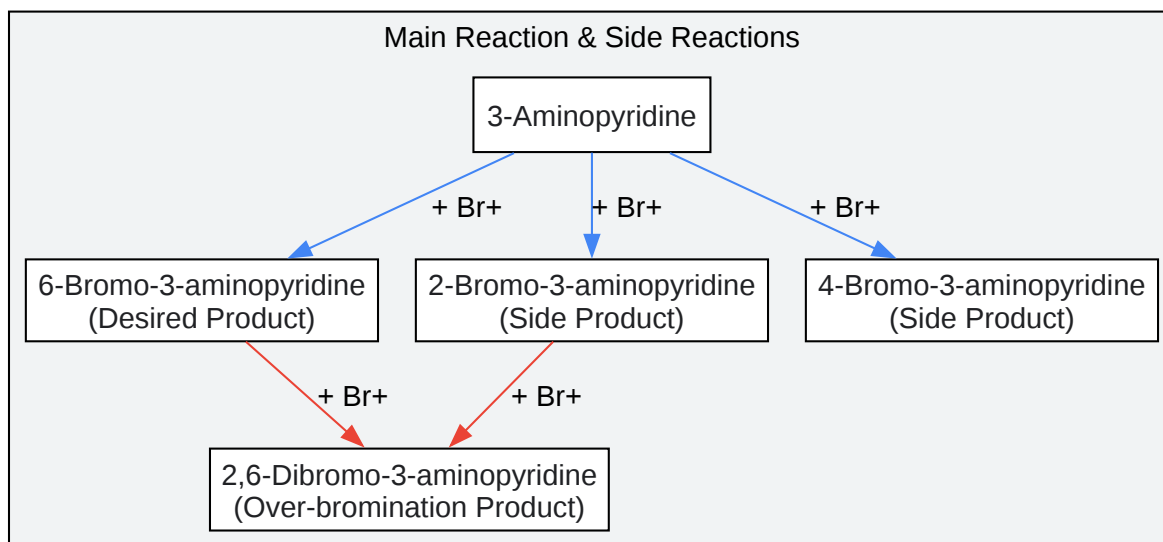 Main Reaction & Side Reactions
3-Aminopyridine
+ Br+
+ Br+
+ Br+
6-Bromo-3-aminopyridine
(Desired Product)
2-Bromo-3-aminopyridine
(Side Product)
4-Bromo-3-aminopyridine
(Side Product)
+ Br+
+ Br+
2,6-Dibromo-3-aminopyridine
(Over-bromination Product)